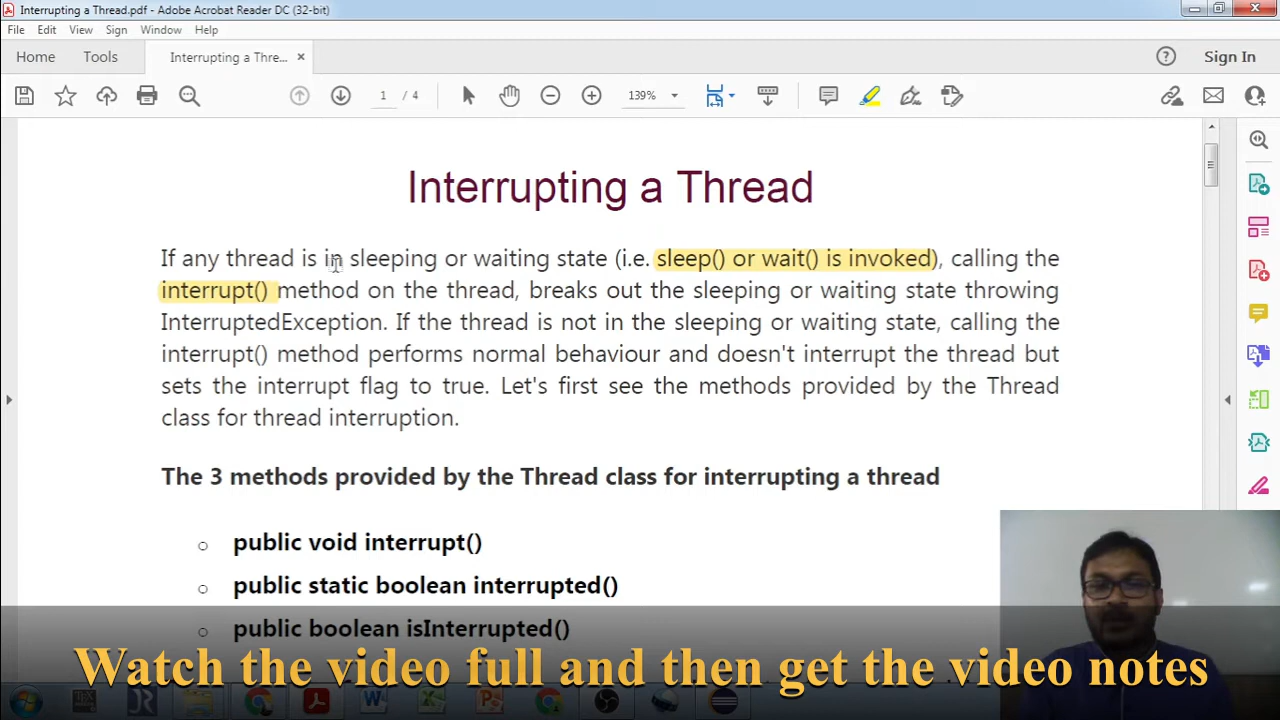 Interrupting a Thread.pdf - Adobe Acrobat Reader DC (32-bit)
File Edit View Sign Window Help
Home Tools Interrupting a Thre... × ? Sign In
1 / 4 139%
Interrupting a Thread
If any thread is in sleeping or waiting state (i.e. sleep() or wait() is invoked), calling the
interrupt() method on the thread, breaks out the sleeping or waiting state throwing
InterruptedException. If the thread is not in the sleeping or waiting state, calling the
interrupt() method performs normal behaviour and doesn't interrupt the thread but
sets the interrupt flag to true. Let's first see the methods provided by the Thread
class for thread interruption.
The 3 methods provided by the Thread class for interrupting a thread
○ public void interrupt()
○ public static boolean interrupted()
○ public boolean isInterrupted()
Watch the video full and then get the video notes